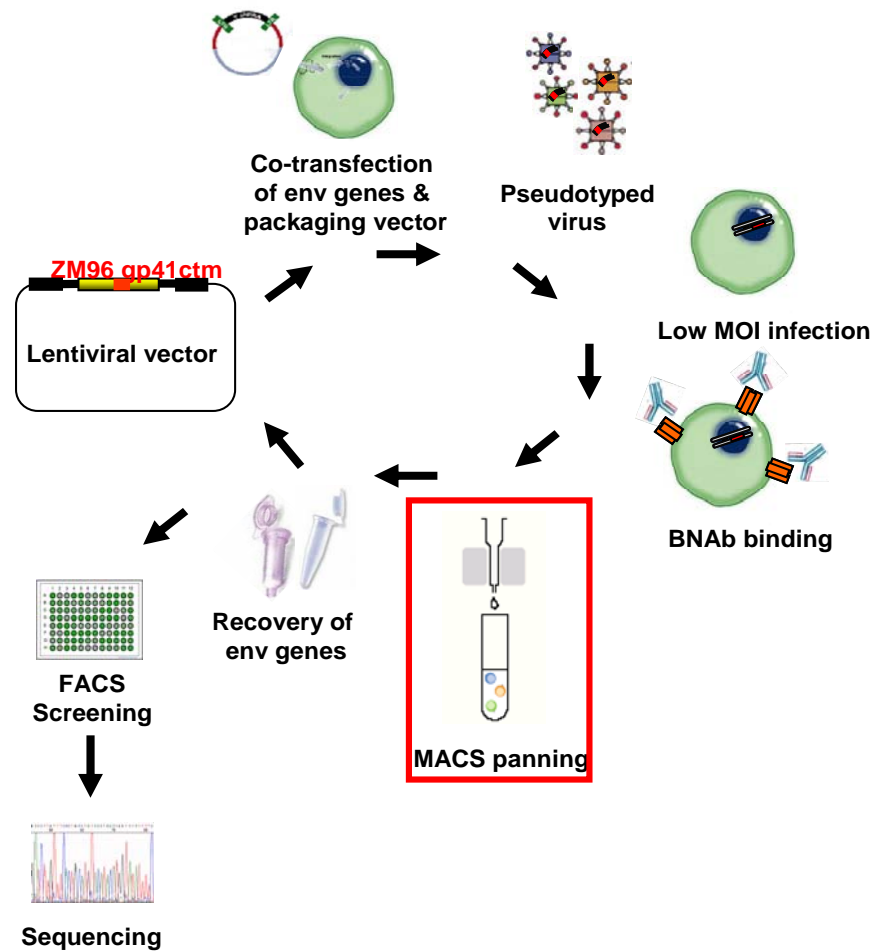 Co-transfection
of env genes &
packaging vector
Pseudotyped
virus
Low MOI infection
BNAb binding
MACS panning
Recovery of
env genes
ZM96 gp41ctm
Lentiviral vector
FACS
Screening
Sequencing